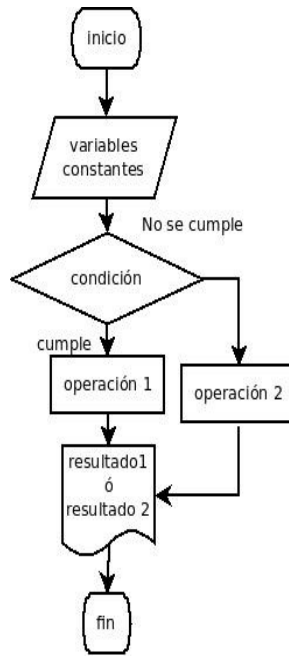 inicio
variables
constantes
No se cumple
condición
cumple
operación 1
operación 2
resultado1
ó
resultado 2
fin